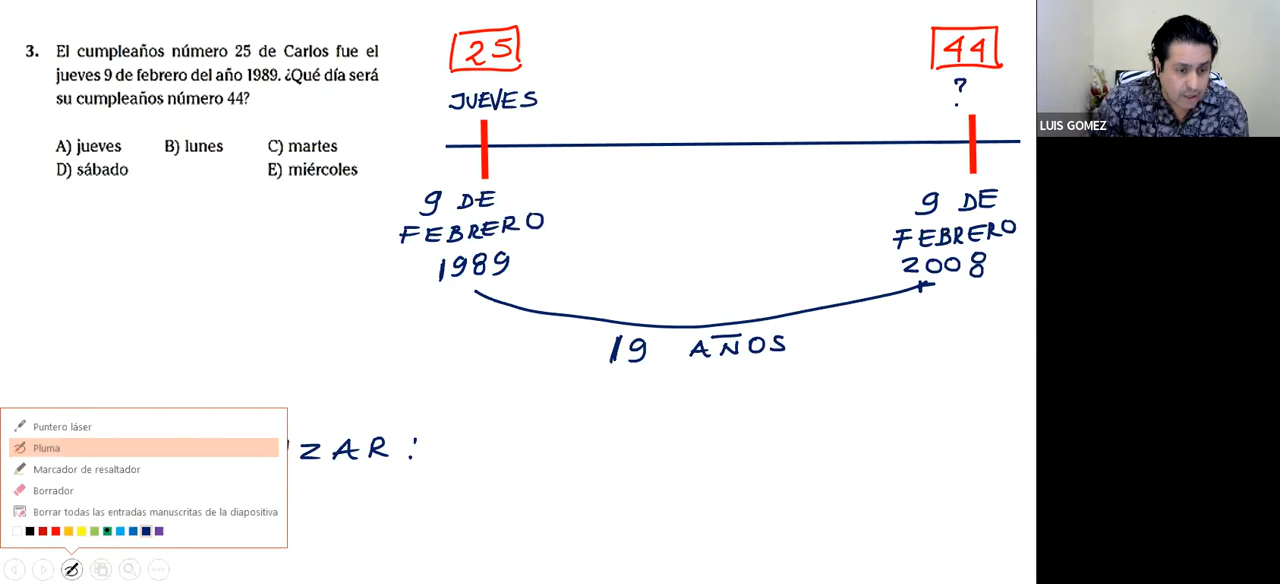 3. El cumpleaños número 25 de Carlos fue el
jueves 9 de febrero del año 1989. ¿Qué día será
su cumpleaños número 44?
A) jueves B) lunes C) martes
D) sábado E) miércoles
25
JUEVES
9 DE
FEBRERO
1989
44
?
9 DE
FEBRERO
2008
19 AÑOS
ZAR:
Puntero láser
Pluma
Marcador de resaltador
Borrador
Borrar todas las entradas manuscritas de la diapositiva
LUIS GOMEZ